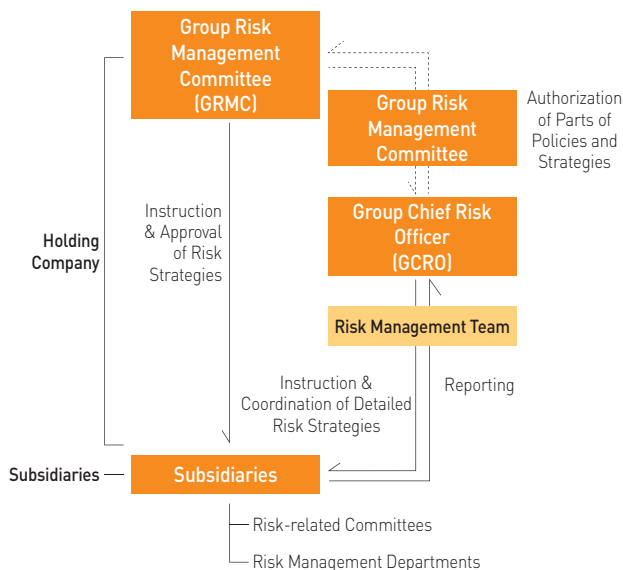 Group Risk
Management
Committee
(GRMC)
Group Risk
Management
Committee
Authorization
of Parts of
Policies and
Strategies
Instruction
& Approval
of Risk
Strategies
Group Chief Risk
Officer
(GCRO)
Holding
Company
Risk Management Team
Instruction &
Coordination of Detailed
Risk Strategies
Reporting
Subsidiaries
Subsidiaries
Risk-related Committees
Risk Management Departments